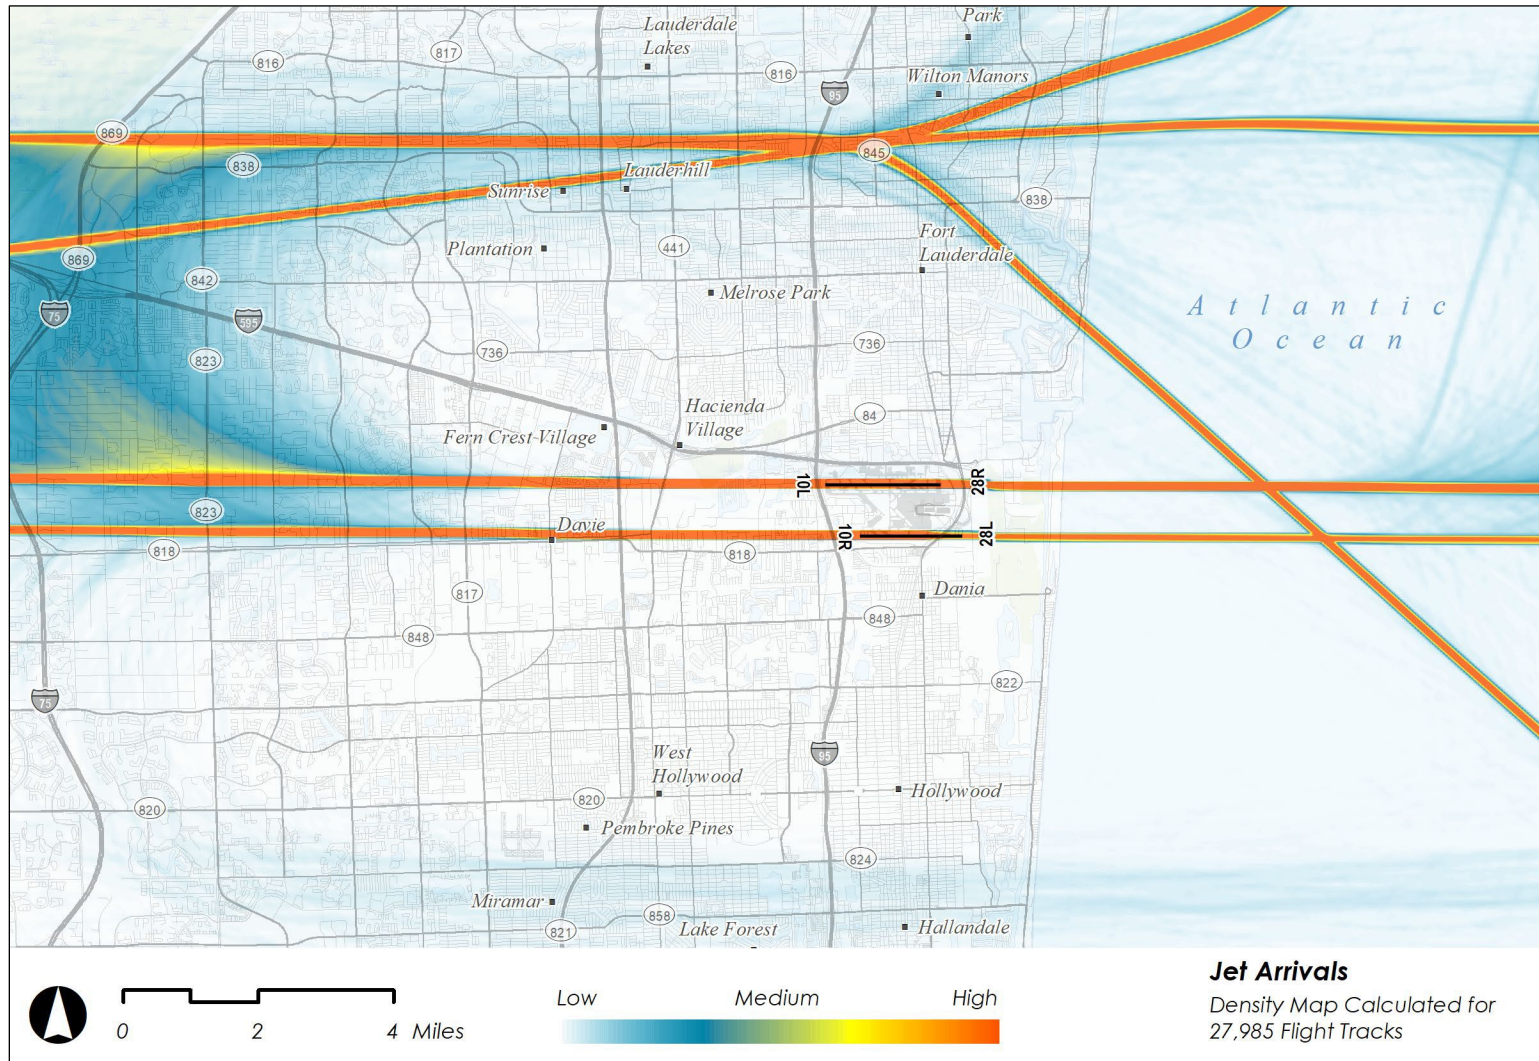 Park
Lauderdale
Lakes
817
816
816
Wilton Manors
95
869
845
838
Lauderhill
Sunrise
838
Fort
Lauderdale
441
Plantation
869
842
Melrose Park
Atlantic
Ocean
75
595
736
736
823
Hacienda
Village
84
Fern Crest Village
10L
28R
823
Davie
10R
28L
818
818
Dania
817
848
848
822
75
West
Hollywood
95
820
820
Hollywood
Pembroke Pines
824
Miramar
858
821
Lake Forest
Hallandale
Jet Arrivals
Density Map Calculated for
27,985 Flight Tracks
Low Medium High
0 2 4 Miles